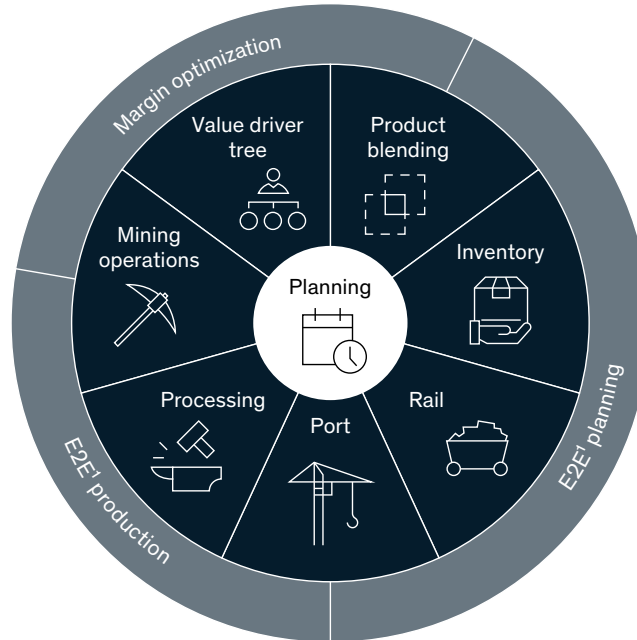 Margin optimization
Value driver
tree
Product
blending
Mining
operations
Inventory
Planning
Processing
Rail
Port
E2E¹ production
E2E¹ planning